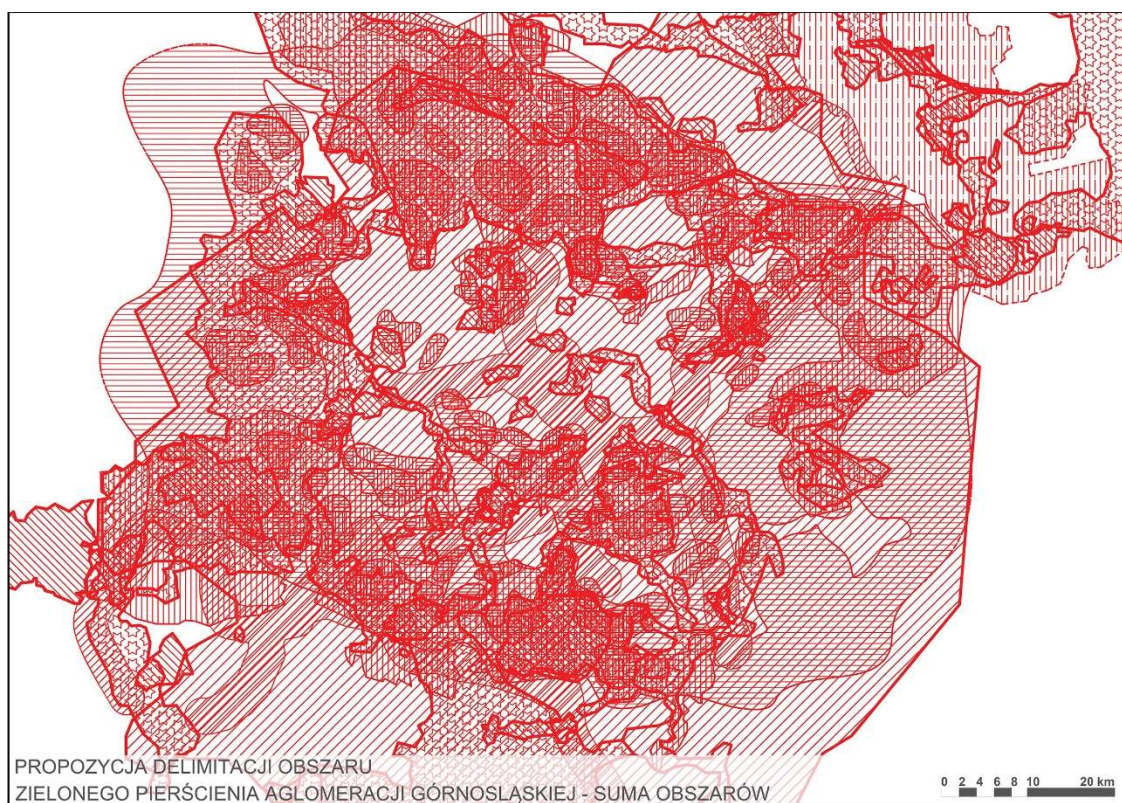 PROPOZYCJA DELIMITACJI OBSZARU
ZIELONEGO PIERŚCIENIA AGLOMERACJI GÓRNOŚLĄSKIEJ - SUMA OBSZARÓW
0 2 4 6 8 10 20 km